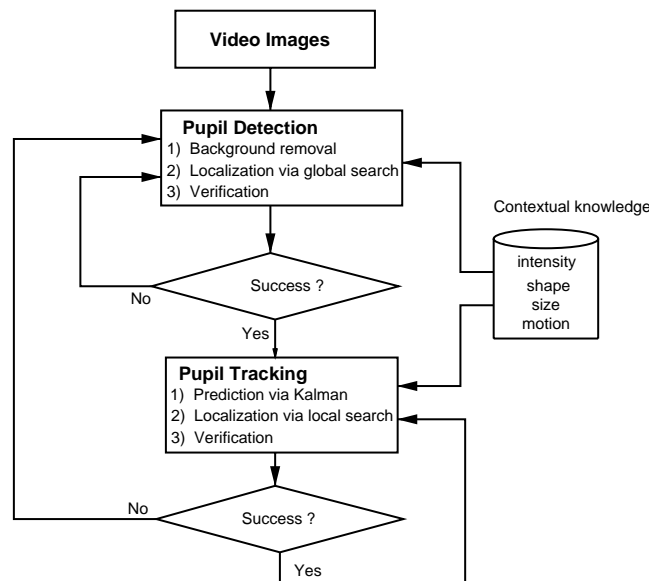 Video Images
Pupil Detection
1) Background removal
2) Localization via global search
3) Verification
Contextual knowledge
intensity
shape
size
motion
Success ?
No
Yes
Pupil Tracking
1) Prediction via Kalman
2) Localization via local search
3) Verification
No
Success ?
Yes